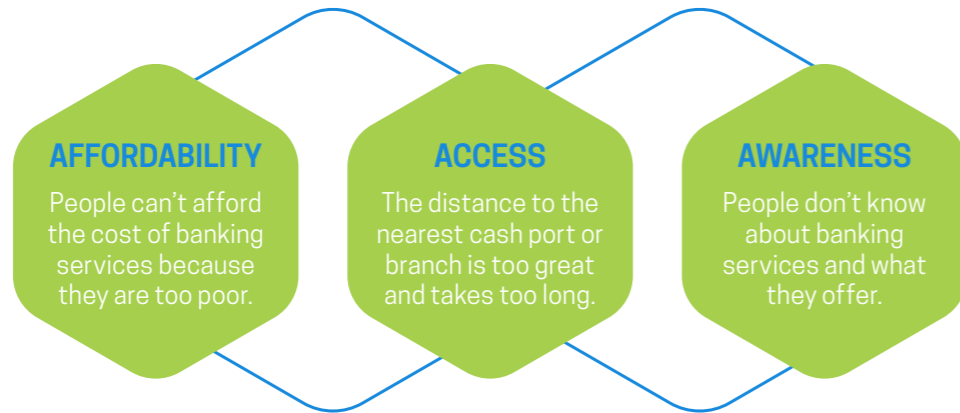 AFFORDABILITY
People can’t afford
the cost of banking
services because
they are too poor.
ACCESS
The distance to the
nearest cash port or
branch is too great
and takes too long.
AWARENESS
People don’t know
about banking
services and what
they offer.